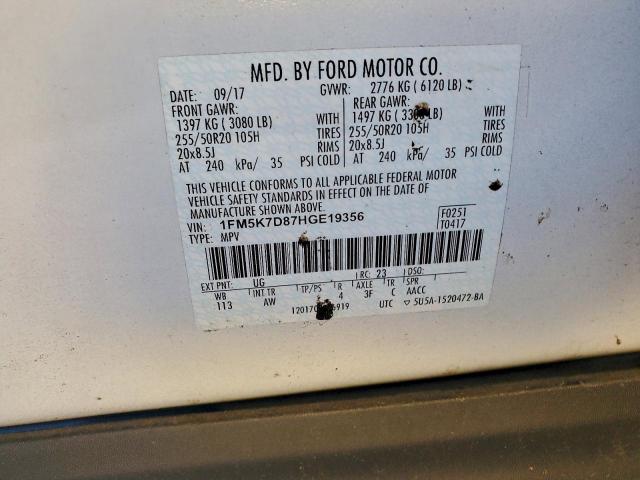 MFD. BY FORD MOTOR CO.
DATE: 09/17 GVWR: 2776 KG ( 6120 LB)
FRONT GAWR: REAR GAWR:
1397 KG ( 3080 LB) 1497 KG ( LB)
255/50R20 105H TIRES 255/50R20 105H TIRES
20x8.5J RIMS 20x8.5J RIMS
AT 240 kPa/ 35 PSI COLD AT 240 kPa/ 35 PSI COLD
THIS VEHICLE CONFORMS TO ALL APPLICABLE FEDERAL MOTOR
VEHICLE SAFETY STANDARDS IN EFFECT ON THE DATE OF
MANUFACTURE SHOWN ABOVE.
VIN: 1FM5K7D87HGE19356 F0251
TYPE: MPV T0417
EXT PNT: UG RC: 23 DSO:
WB INT TR TP/PS R AXLE TR SPR
113 AW 4 3F C AACC
UTC 5U5A-1520472-BA